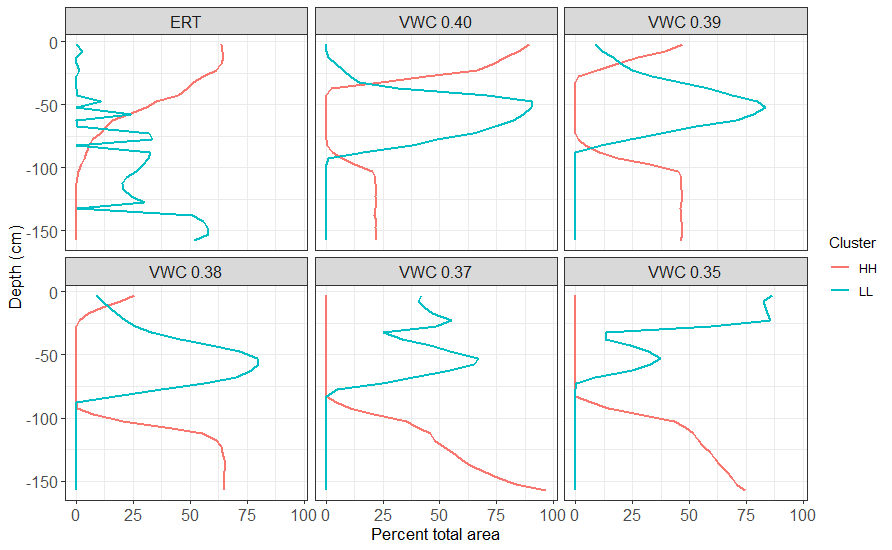 ERT VWC 0.40 VWC 0.39
0
-50
-100
-150
Depth (cm)
VWC 0.38 VWC 0.37 VWC 0.35
0
-50
-100
-150
0 25 50 75 100 0 25 50 75 100 0 25 50 75 100
Percent total area
Cluster
HH
LL